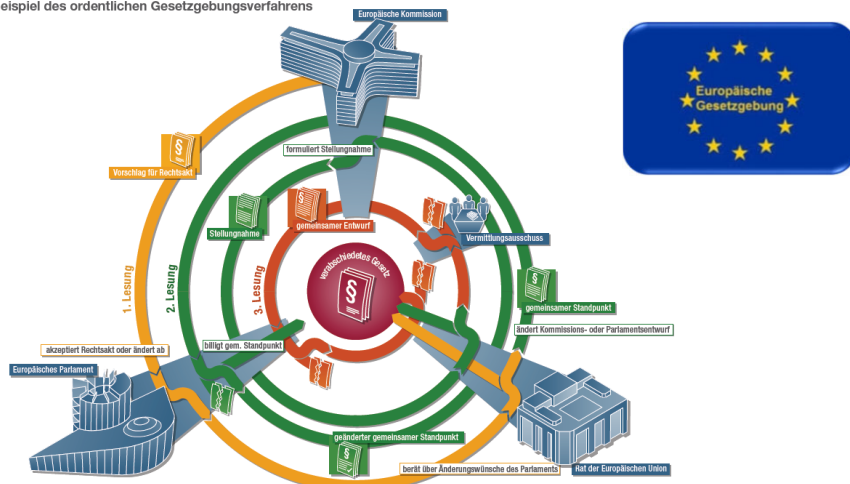 eispiel des ordentlichen Gesetzgebungsverfahrens
Europäische Kommission
Europäische
Gesetzgebung
formuliert Stellungnahme
Vorschlag für Rechtsakt
Stellungnahme
gemeinsamer Entwurf
Vermittlungsausschuss
verabschiedetes Gesetz
§
1. Lesung
2. Lesung
3. Lesung
gemeinsamer Standpunkt
ändert Kommissions- oder Parlamentsentwurf
billigt gem. Standpunkt
akzeptiert Rechtsakt oder ändert ab
Europäisches Parlament
geänderter gemeinsamer Standpunkt
berät über Änderungswünsche des Parlaments
Rat der Europäischen Union